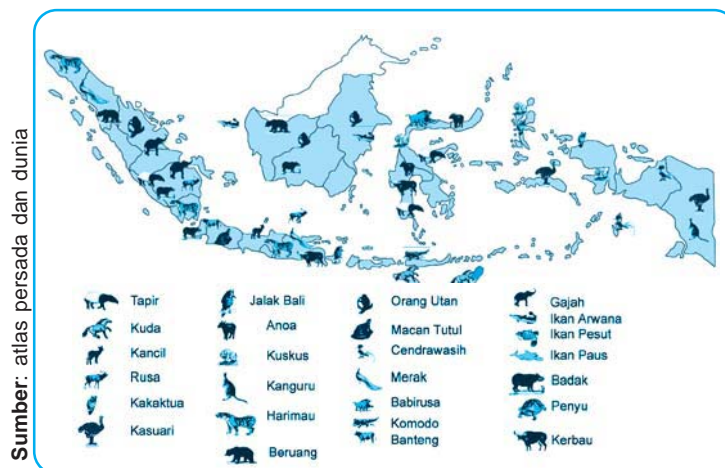 Sumber: atlas persada dan dunia
Tapir
Kuda
Kancil
Rusa
Kakaktua
Kasuari
Jalak Bali
Anoa
Kuskus
Kanguru
Harimau
Beruang
Orang Utan
Macan Tutul
Cendrawasih
Merak
Babirusa
Komodo
Banteng
Gajah
Ikan Arwana
Ikan Pesut
Ikan Paus
Badak
Penyu
Kerbau